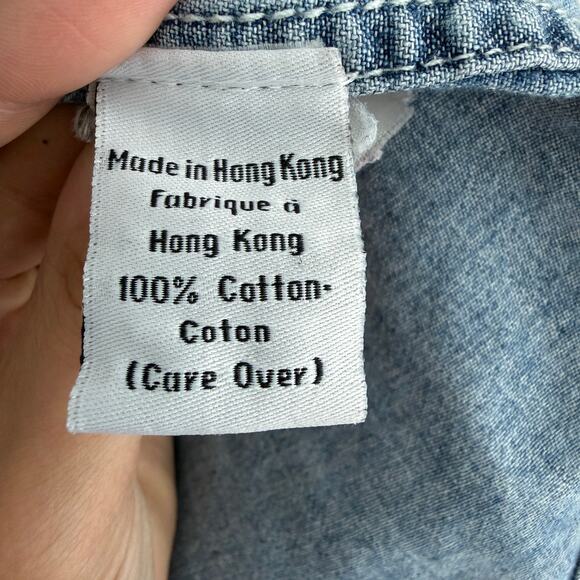 Made in Hong Kong
Fabrique à
Hong Kong
100% Cotton-
Coton
(Care Over)